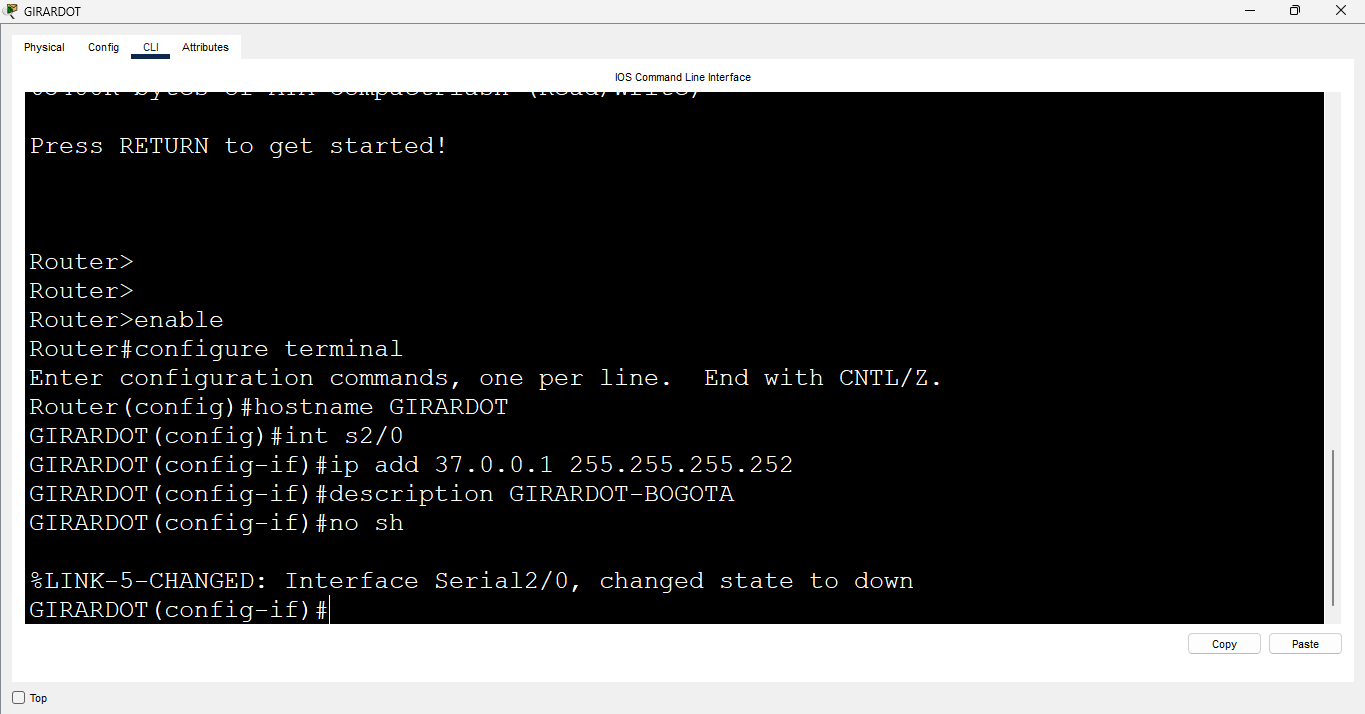 GIRARDOT
Physical Config CLI Attributes
IOS Command Line Interface
Press RETURN to get started!
Router>
Router>
Router>enable
Router#configure terminal
Enter configuration commands, one per line.  End with CNTL/Z.
Router(config)#hostname GIRARDOT
GIRARDOT(config)#int s2/0
GIRARDOT(config-if)#ip add 37.0.0.1 255.255.255.252
GIRARDOT(config-if)#description GIRARDOT-BOGOTA
GIRARDOT(config-if)#no sh
%LINK-5-CHANGED: Interface Serial2/0, changed state to down
GIRARDOT(config-if)#
Copy Paste
Top